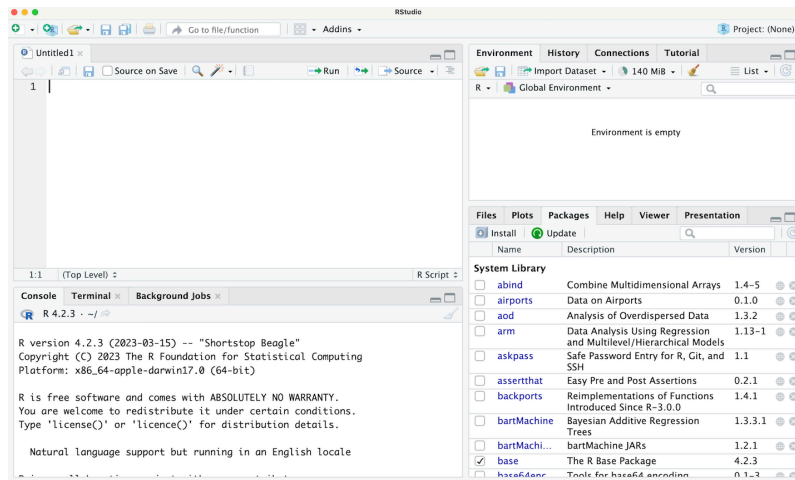 RStudio
Go to file/function
Addins
Project: (None)
Untitled1
Source on Save
Run
Source
1
1:1
(Top Level)
R Script
Console
Terminal
Background Jobs
R 4.2.3 · ~/
R version 4.2.3 (2023-03-15) -- "Shortstop Beagle"
Copyright (C) 2023 The R Foundation for Statistical Computing
Platform: x86_64-apple-darwin17.0 (64-bit)
R is free software and comes with ABSOLUTELY NO WARRANTY.
You are welcome to redistribute it under certain conditions.
Type 'license()' or 'licence()' for distribution details.
Natural language support but running in an English locale
Environment History Connections Tutorial
Import Dataset
140 MiB
List
R
Global Environment
Environment is empty
Files Plots Packages Help Viewer Presentation
Install
Update
Name Description Version
System Library
abind Combine Multidimensional Arrays 1.4-5
airports Data on Airports 0.1.0
aod Analysis of Overdispersed Data 1.3.2
arm Data Analysis Using Regression 1.13-1
and Multilevel/Hierarchical Models
askpass Safe Password Entry for R, Git, and 1.1
SSH
assertthat Easy Pre and Post Assertions 0.2.1
backports Reimplementations of Functions 1.4.1
Introduced Since R-3.0.0
bartMachine Bayesian Additive Regression 1.3.3.1
Trees
bartMachi... bartMachine JARs 1.2.1
base The R Base Package 4.2.3
base64enc Tools for base64 encoding 0.1-3